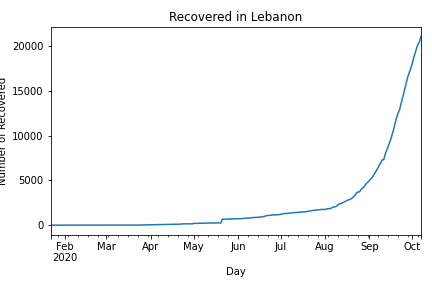 Recovered in Lebanon
Number of Recovered
20000
15000
10000
5000
0
Feb Mar Apr May Jun Jul Aug Sep Oct
2020
Day